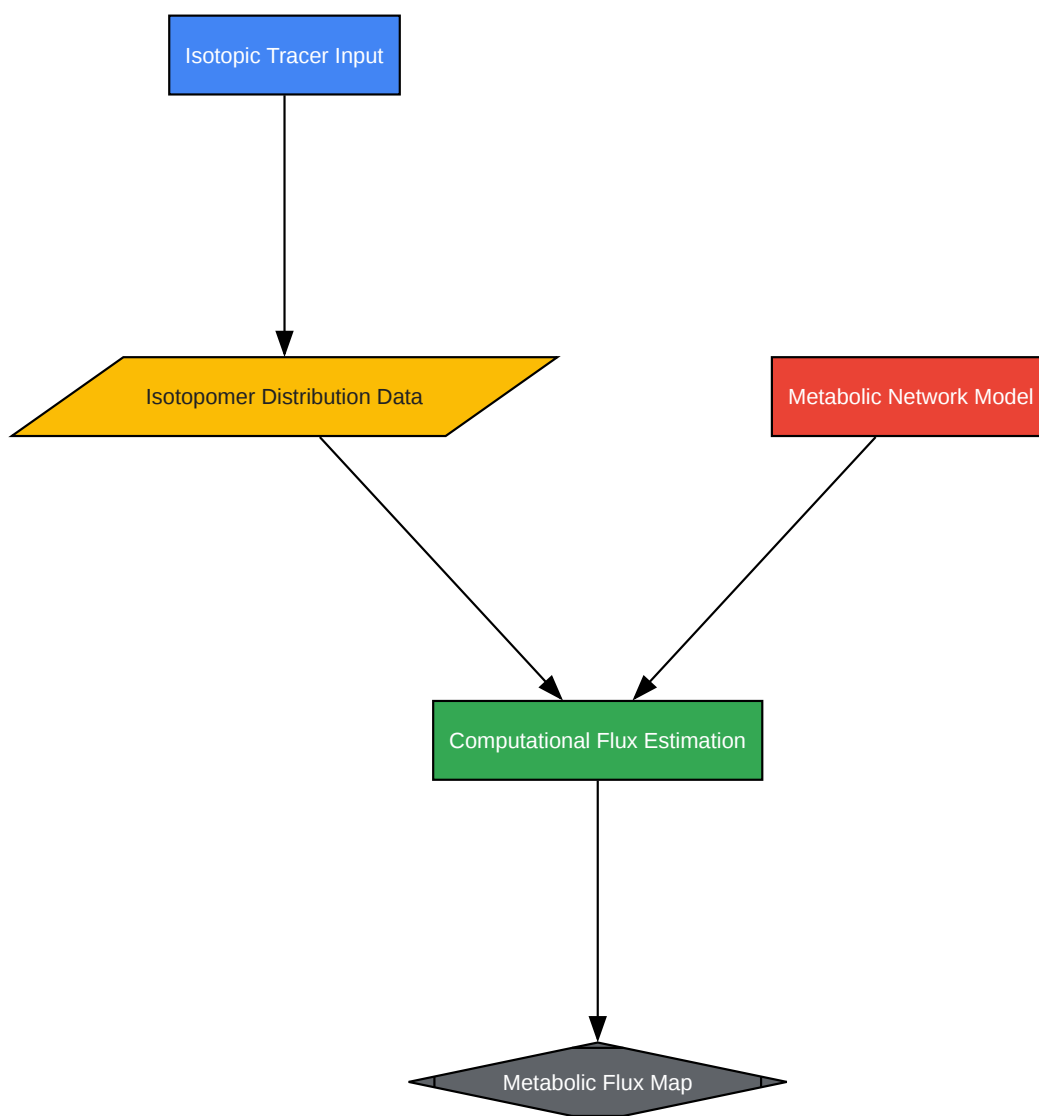 Isotopic Tracer Input
Isotopomer Distribution Data
Metabolic Network Model
Computational Flux Estimation
Metabolic Flux Map